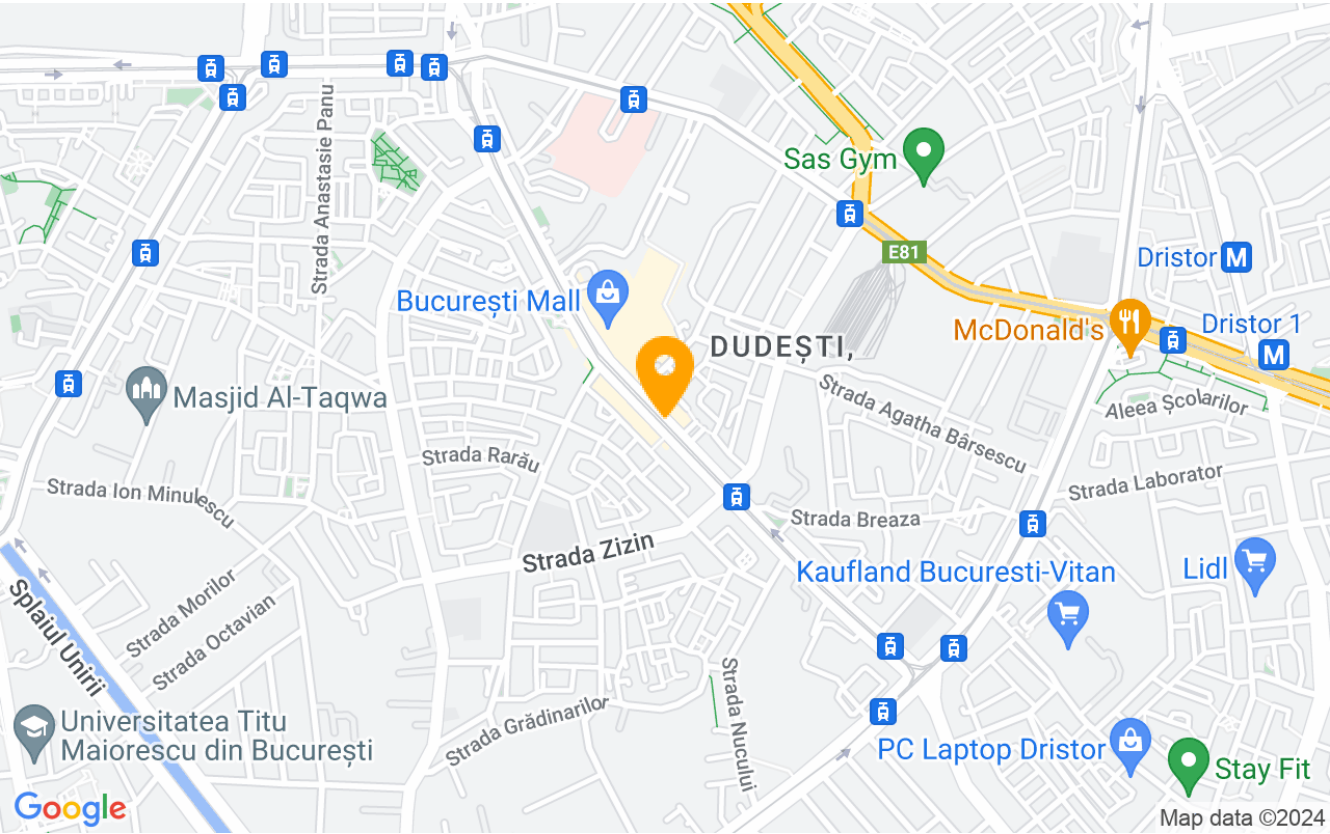 Strada Anastasie Panu
Sas Gym
E81
Dristor M
București Mall
Dristor 1
M
McDonald's
DUDEȘTI,
Masjid Al-Taqwa
Strada Agatha Bârsescu
Aleea Școlarilor
Strada Rarău
Strada Ion Minulescu
Strada Laborator
Strada Breaza
Strada Zizin
Kaufland Bucuresti-Vitan
Lidl
Splaiul Unirii
Strada Morilor
Strada Octavian
Strada Nucului
Strada Grădinarilor
Universitatea Titu
Maiorescu din București
PC Laptop Dristor
Stay Fit
Google
Map data ©2024